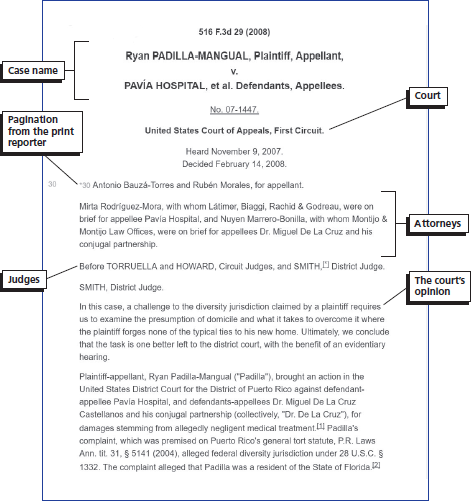 516 F.3d 29 (2008)
Ryan PADILLA-MANGUAL, Plaintiff, Appellant,
v.
PAVÍA HOSPITAL, et al. Defendants, Appellees.
No. 07-1447.
United States Court of Appeals, First Circuit.
Heard November 9, 2007.
Decided February 14, 2008.
30 *30 Antonio Bauzá-Torres and Rubén Morales, for appellant.
Mirta Rodríguez-Mora, with whom Látimer, Biaggi, Rachid & Godreau, were on
brief for appellee Pavia Hospital, and Nuyen Marrero-Bonilla, with whom Montijo &
Montijo Law Offices, were on brief for appellees Dr. Miguel De La Cruz and his
conjugal partnership.
Before TORRUELLA and HOWARD, Circuit Judges, and SMITH,[*] District Judge.
SMITH, District Judge.
In this case, a challenge to the diversity jurisdiction claimed by a plaintiff requires
us to examine the presumption of domicile and what it takes to overcome it where
the plaintiff forges none of the typical ties to his new home. Ultimately, we conclude
that the task is one better left to the district court, with the benefit of an evidentiary
hearing.
Plaintiff-appellant, Ryan Padilla-Mangual ("Padilla"), brought an action in the
United States District Court for the District of Puerto Rico against defendant-
appellee Pavia Hospital, and defendants-appellees Dr. Miguel De La Cruz
Castellanos and his conjugal partnership (collectively, "Dr. De La Cruz"), for
damages stemming from allegedly negligent medical treatment.[1] Padilla's
complaint, which was premised on Puerto Rico's general tort statute, P.R. Laws
Ann. tit. 31, § 5141 (2004), alleged federal diversity jurisdiction under 28 U.S.C. §
1332. The complaint alleged that Padilla was a resident of the State of Florida.[2]
Case name
Pagination
from the print
reporter
Judges
Court
Attorneys
The court's
opinion